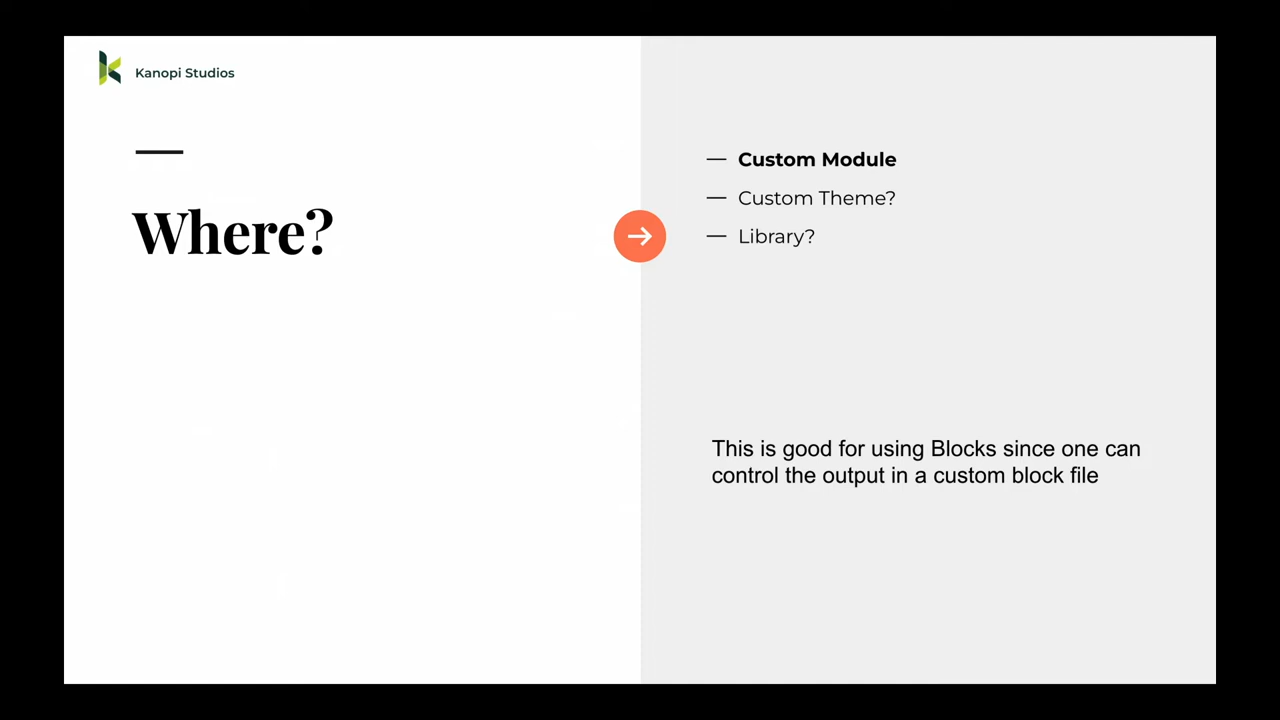 Kanopi Studios
Where?
— Custom Module
— Custom Theme?
— Library?
This is good for using Blocks since one can
control the output in a custom block file